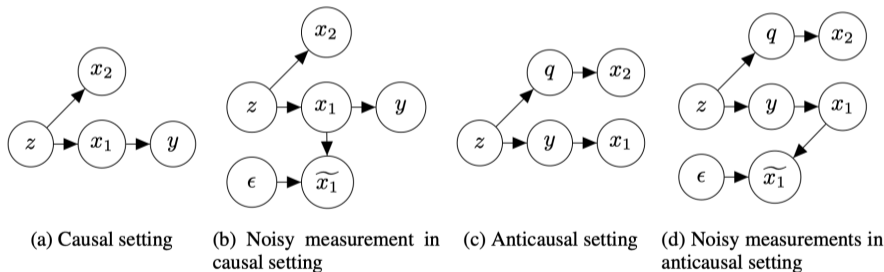 x₂
z x₁ y
(a) Causal setting
x₂
z x₁ y
ϵ x̃₁
(b) Noisy measurement in
causal setting
q x₂
z y x₁
(c) Anticausal setting
q x₂
z y x₁
ϵ x̃₁
(d) Noisy measurements in
anticausal setting